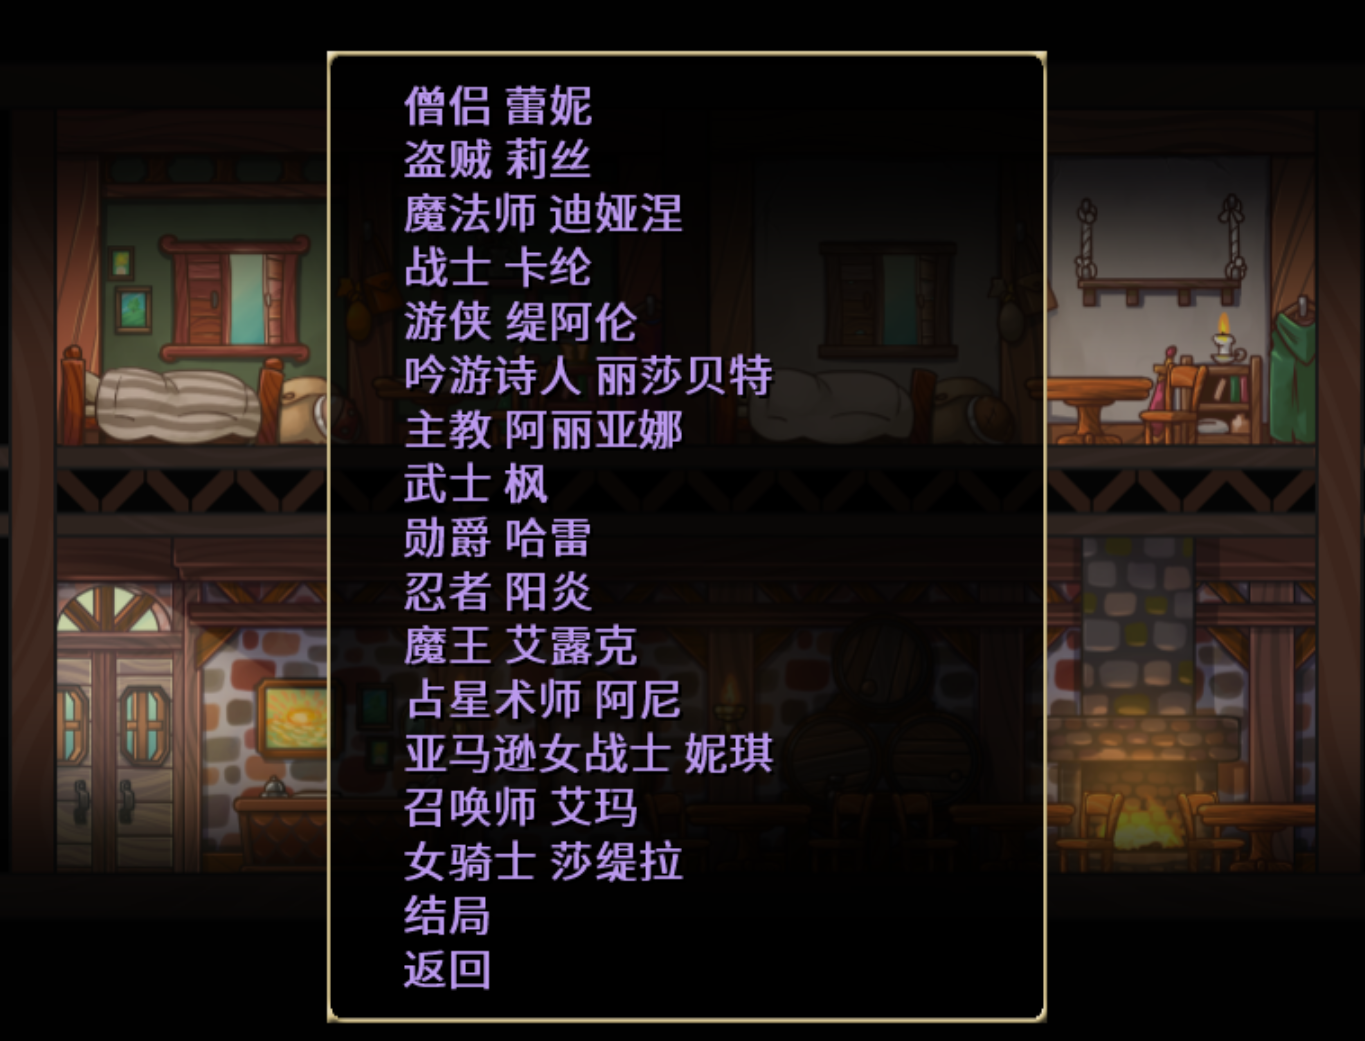 僧侣 蕾妮
盗贼 莉丝
魔法师 迪娅涅
战士 卡纶
游侠 缇阿伦
吟游诗人 丽莎贝特
主教 阿丽亚娜
武士 枫
勋爵 哈雷
忍者 阳炎
魔王 艾露克
占星术师 阿尼
亚马逊女战士 妮琪
召唤师 艾玛
女骑士 莎缇拉
结局
返回